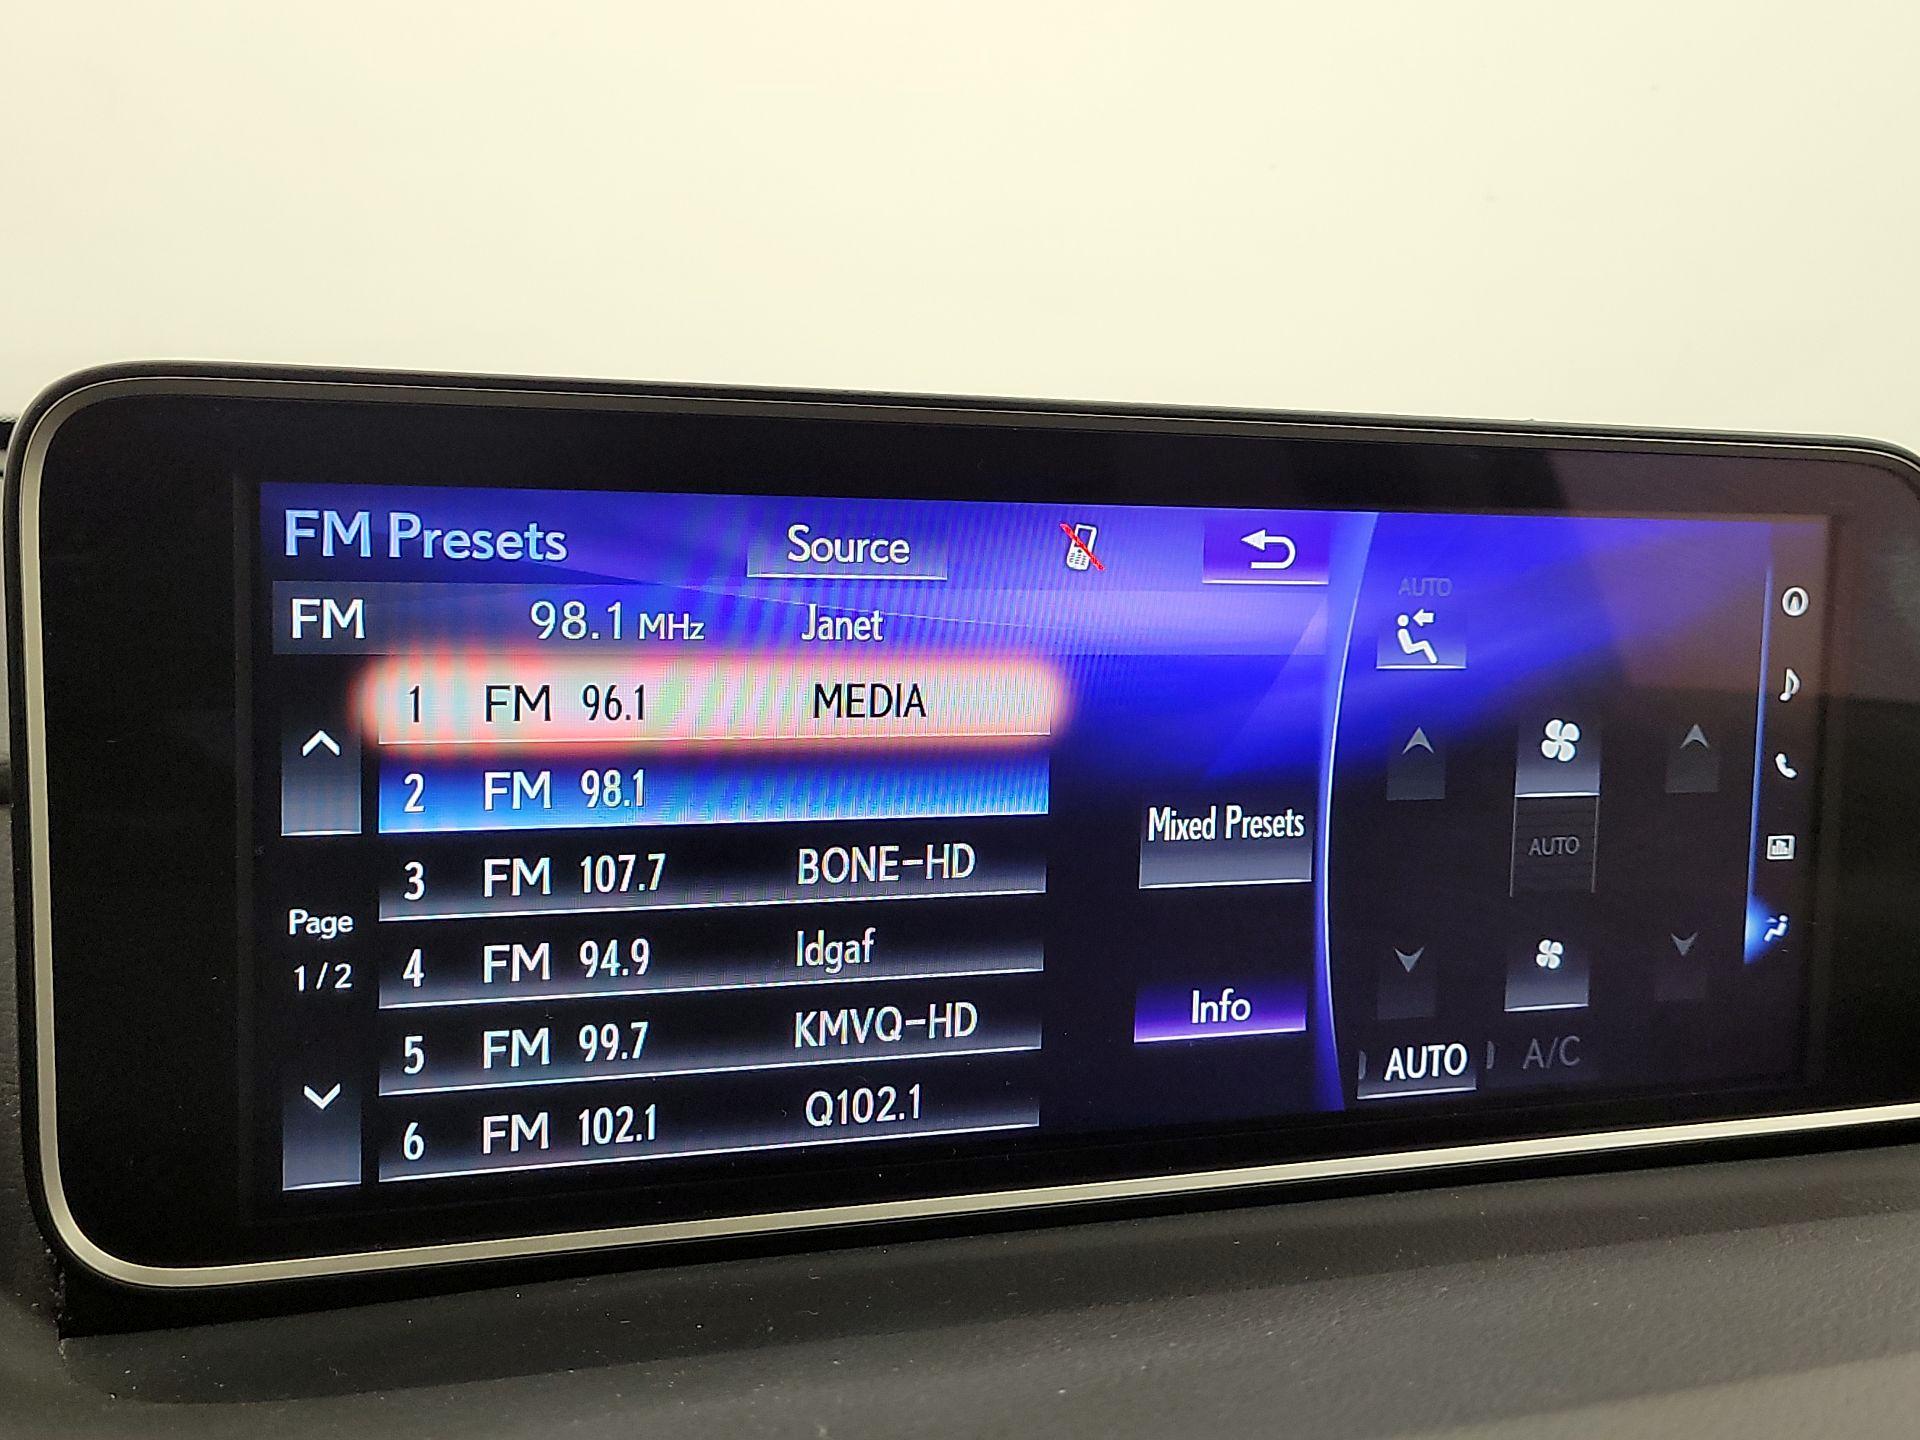 FM Presets
Source
FM 98.1 MHz Janet
1 FM 96.1 MEDIA
2 FM 98.1
3 FM 107.7 BONE-HD
4 FM 94.9 Idgaf
5 FM 99.7 KMVQ-HD
6 FM 102.1 Q102.1
Page
1 / 2
Mixed Presets
Info
AUTO
AUTO
AUTO
A/C